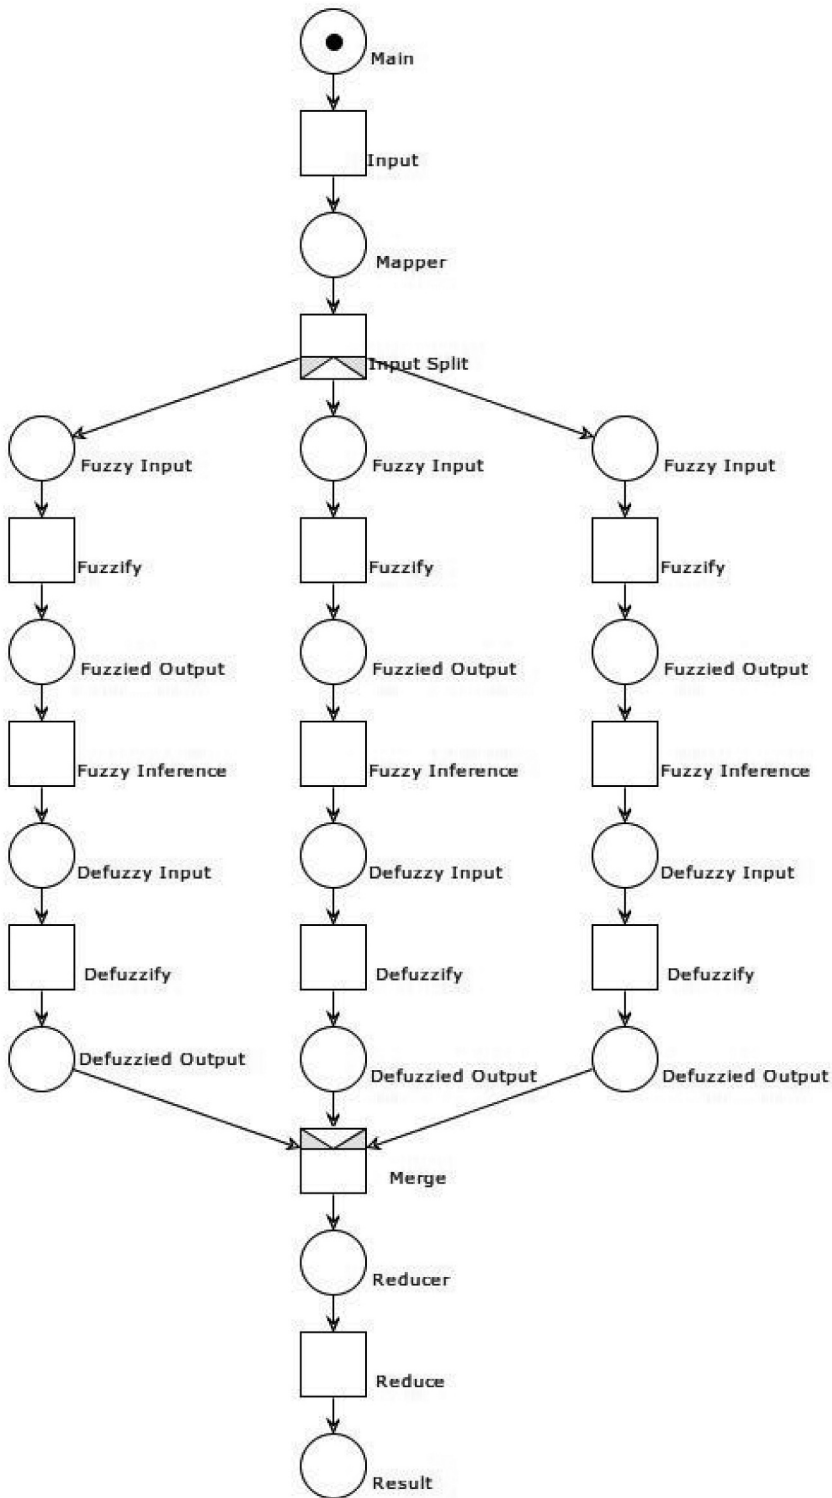 Main
Input
Mapper
Input Split
Fuzzy Input
Fuzzy Input
Fuzzy Input
Fuzzify
Fuzzify
Fuzzify
Fuzzied Output
Fuzzied Output
Fuzzied Output
Fuzzy Inference
Fuzzy Inference
Fuzzy Inference
Defuzzy Input
Defuzzy Input
Defuzzy Input
Defuzzify
Defuzzify
Defuzzify
Defuzzied Output
Defuzzied Output
Defuzzied Output
Merge
Reducer
Reduce
Result